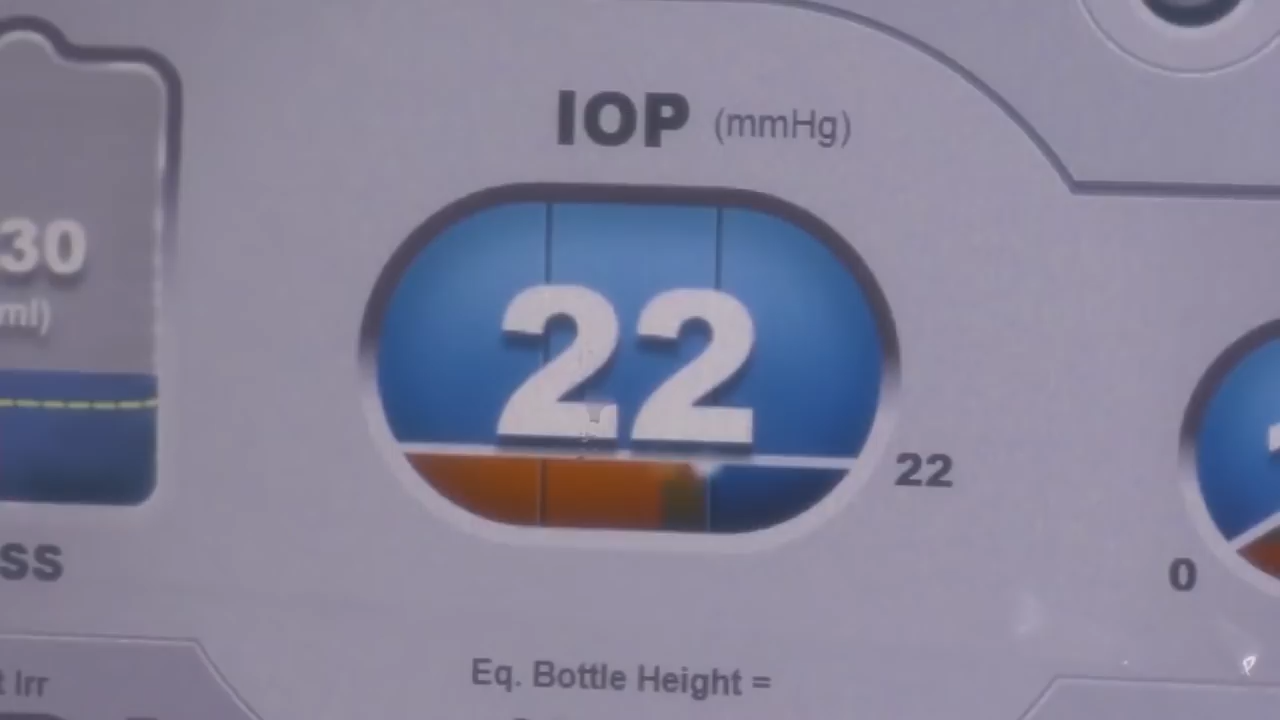 IOP (mmHg)
30
ml)
22
22
ss
0
t Irr
Eq. Bottle Height =